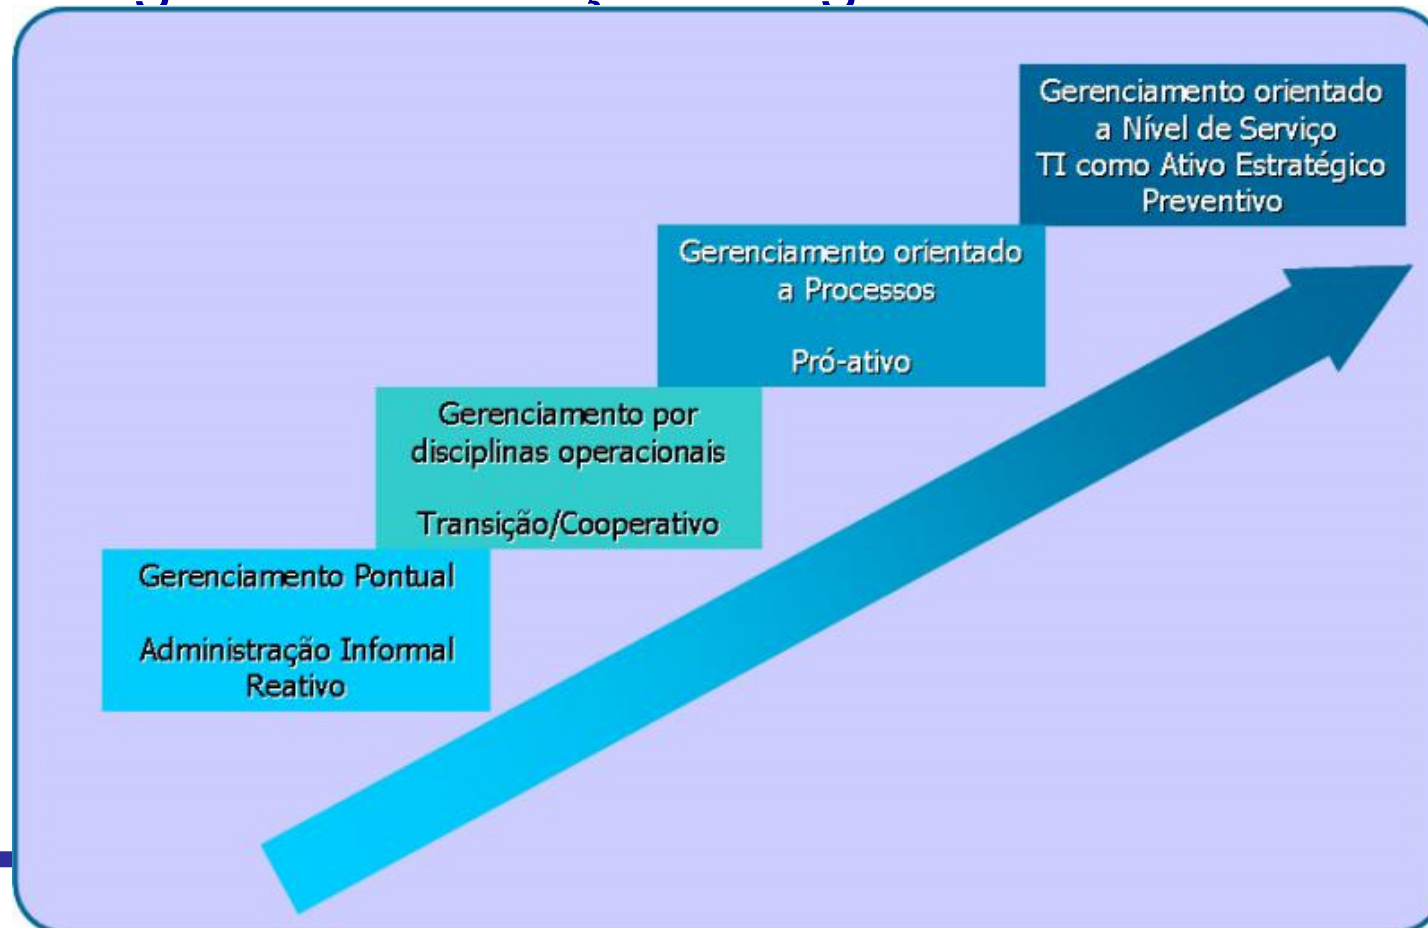 Gerenciamento orientado
a Nível de Serviço
TI como Ativo Estratégico
Preventivo
Gerenciamento orientado
a Processos
Pró-ativo
Gerenciamento por
disciplinas operacionais
Transição/Cooperativo
Gerenciamento Pontual
Administração Informal
Reativo